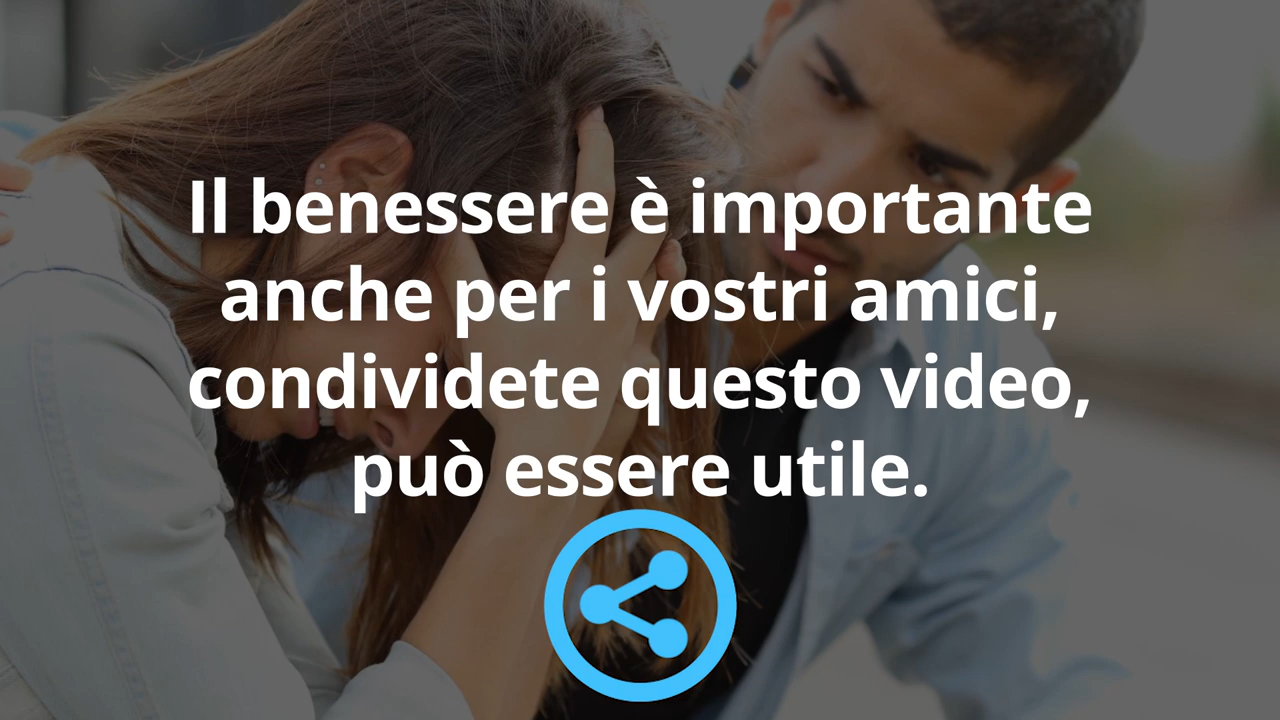 Il benessere è importante
anche per i vostri amici,
condividete questo video,
può essere utile.